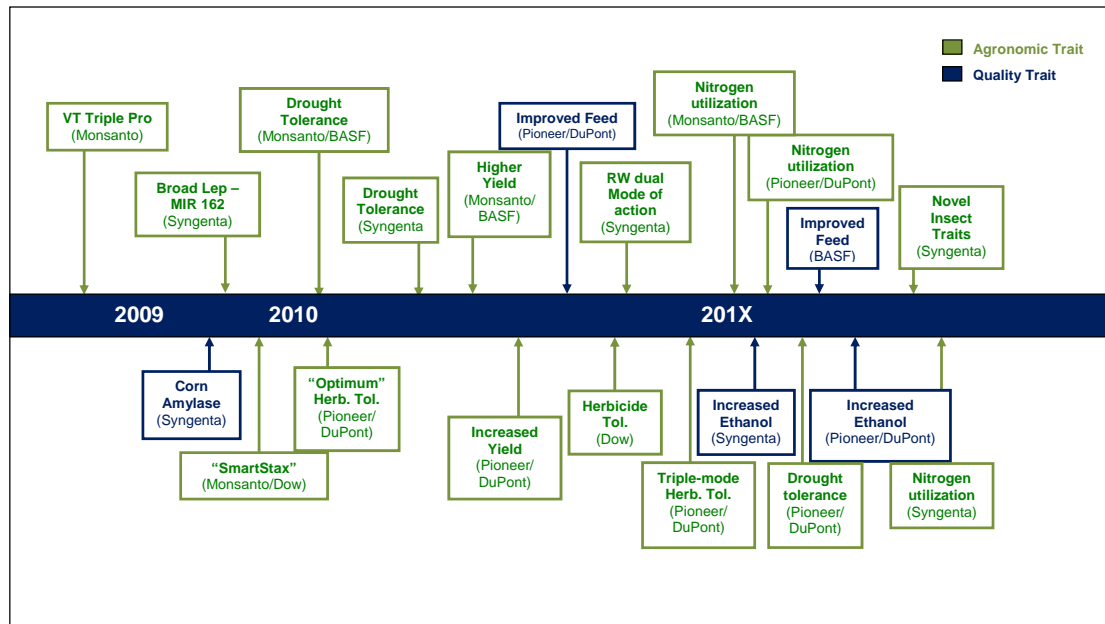 Agronomic Trait
Quality Trait
VT Triple Pro
(Monsanto)
Broad Lep –
MIR 162
(Syngenta)
Drought
Tolerance
(Monsanto/BASF)
Drought
Tolerance
(Syngenta
Higher
Yield
(Monsanto/
BASF)
Improved Feed
(Pioneer/DuPont)
RW dual
Mode of
action
(Syngenta)
Nitrogen
utilization
(Monsanto/BASF)
Nitrogen
utilization
(Pioneer/DuPont)
Improved
Feed
(BASF)
Novel
Insect
Traits
(Syngenta)
2009
2010
201X
Corn
Amylase
(Syngenta)
“SmartStax”
(Monsanto/Dow)
“Optimum”
Herb. Tol.
(Pioneer/
DuPont)
Increased
Yield
(Pioneer/
DuPont)
Herbicide
Tol.
(Dow)
Triple-mode
Herb. Tol.
(Pioneer/
DuPont)
Increased
Ethanol
(Syngenta)
Drought
tolerance
(Pioneer/
DuPont)
Increased
Ethanol
(Pioneer/DuPont)
Nitrogen
utilization
(Syngenta)